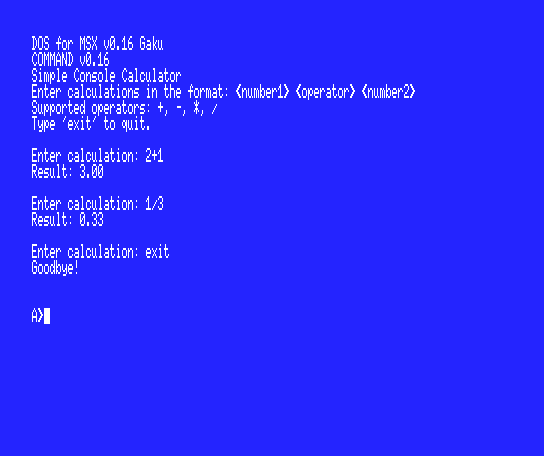 DOS for MSX v0.16 Gaku
COMMAND v0.16
Simple Console Calculator
Enter calculations in the format: <number1> <operator> <number2>
Supported operators: +, -, *, /
Type 'exit' to quit.
Enter calculation: 2+1
Result: 3.00
Enter calculation: 1/3
Result: 0.33
Enter calculation: exit
Goodbye!
A>